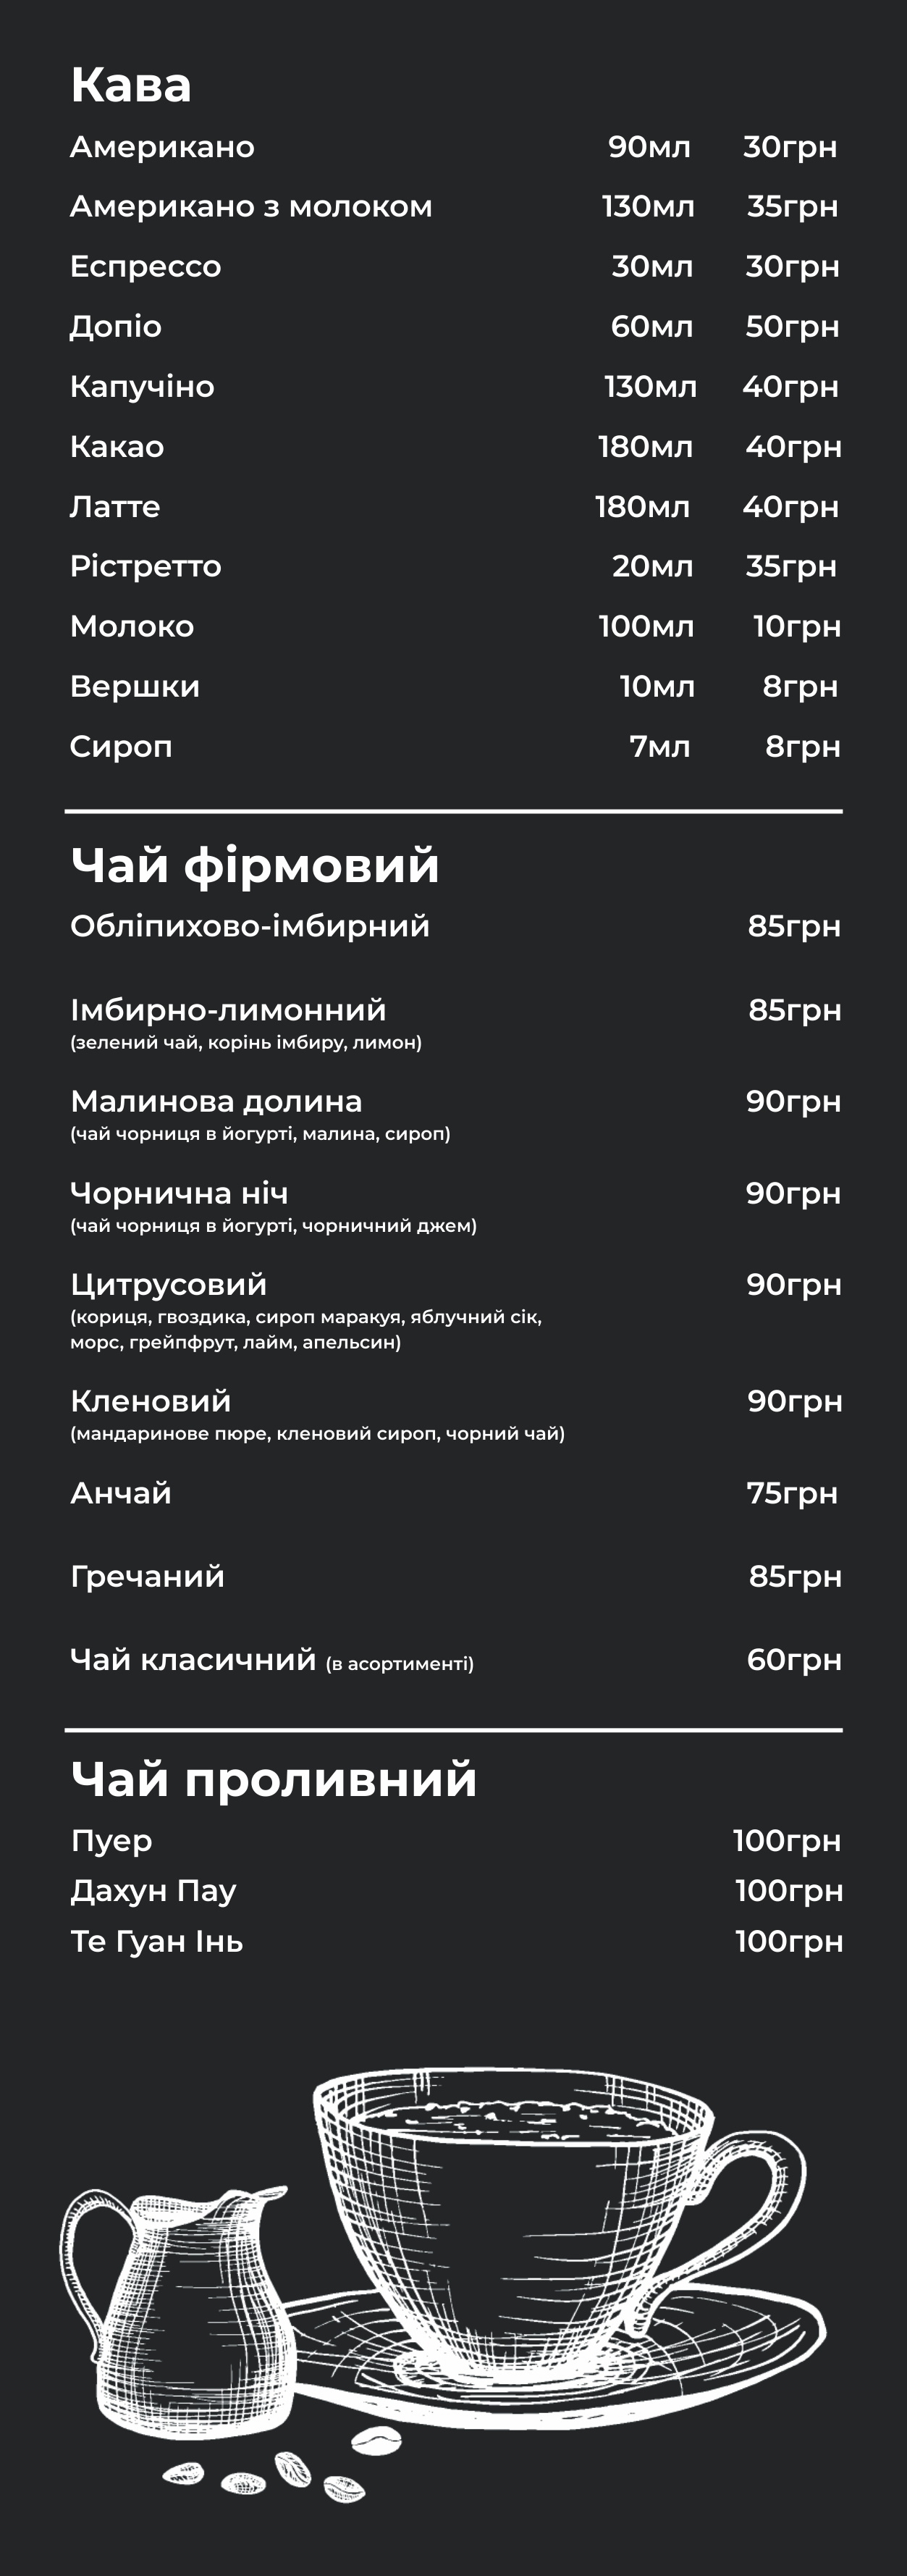 Кава
Американо 90мл 30грн
Американо з молоком 130мл 35грн
Еспрессо 30мл 30грн
Допіо 60мл 50грн
Капучіно 130мл 40грн
Какао 180мл 40грн
Латте 180мл 40грн
Рістретто 20мл 35грн
Молоко 100мл 10грн
Вершки 10мл 8грн
Сироп 7мл 8грн
Чай фірмовий
Обліпихово-імбирний 85грн
Імбирно-лимонний 85грн
(зелений чай, корінь імбиру, лимон)
Малинова долина 90грн
(чай чорниця в йогурті, малина, сироп)
Чорнична ніч 90грн
(чай чорниця в йогурті, чорничний джем)
Цитрусовий 90грн
(кориця, гвоздика, сироп маракуя, яблучний сік,
морс, грейпфрут, лайм, апельсин)
Кленовий 90грн
(мандаринове пюре, кленовий сироп, чорний чай)
Анчай 75грн
Гречаний 85грн
Чай класичний (в асортименті) 60грн
Чай проливний
Пуер 100грн
Дахун Пау 100грн
Те Гуан Інь 100грн